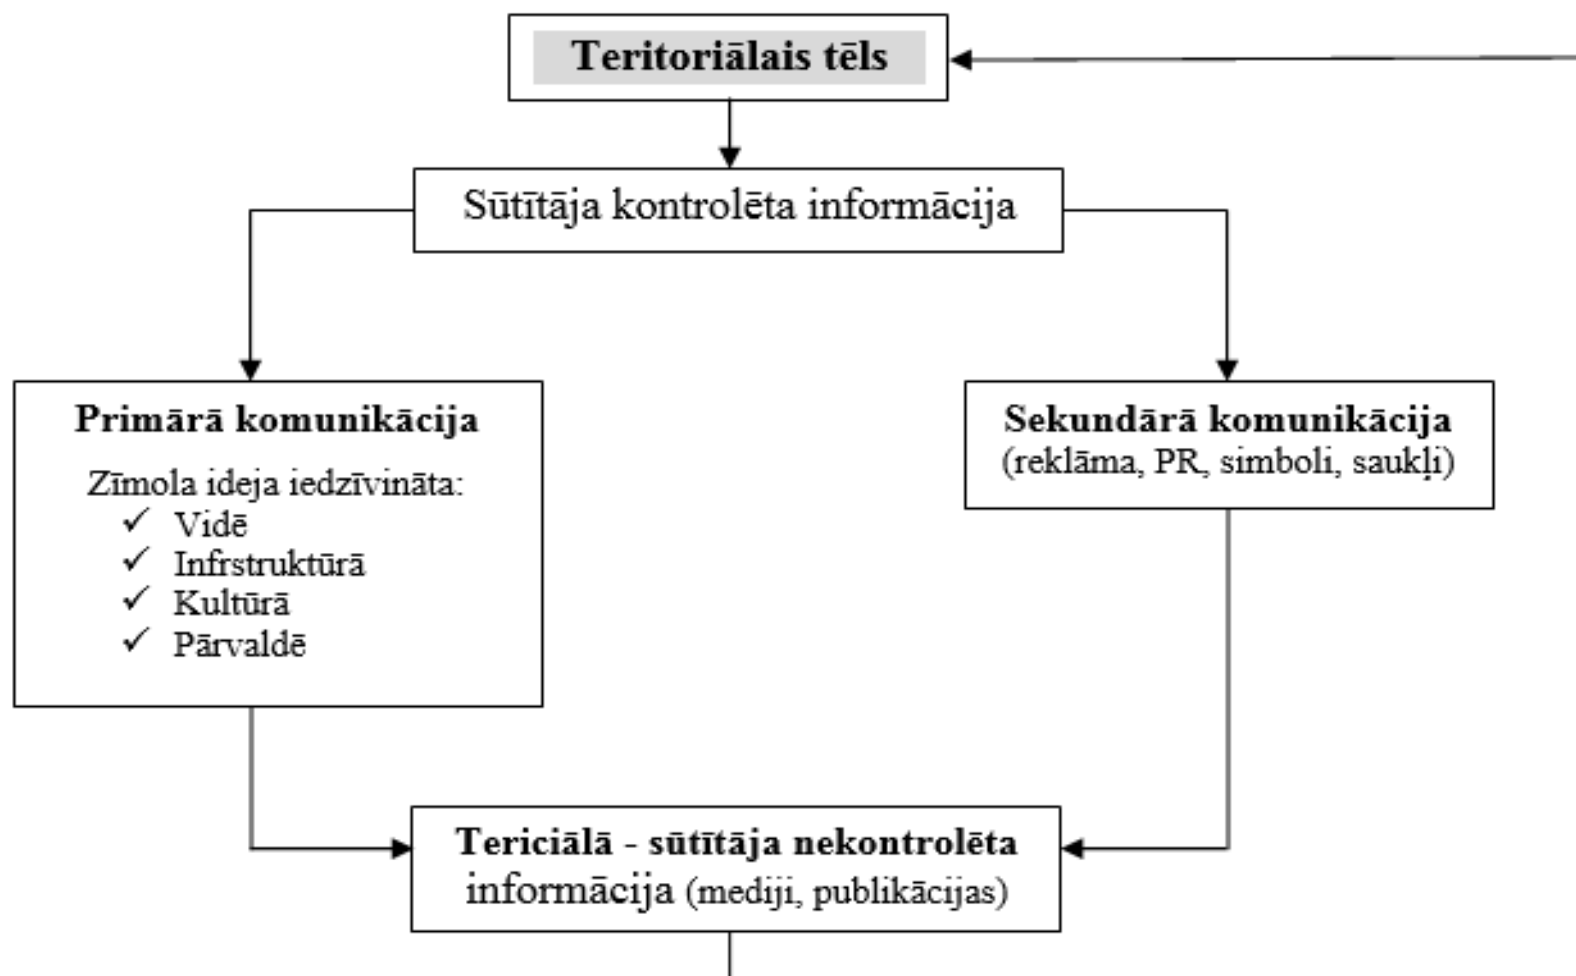 Teritoriālais tēls
Sūtītāja kontrolēta informācija
Primārā komunikācija
Zīmola ideja iedzīvināta:
✓ Vidē
✓ Infrstruktūrā
✓ Kultūrā
✓ Pārvaldē
Sekundārā komunikācija
(reklāma, PR, simboli, saukļi)
Tericiālā - sūtītāja nekontrolēta
informācija (mediji, publikācijas)